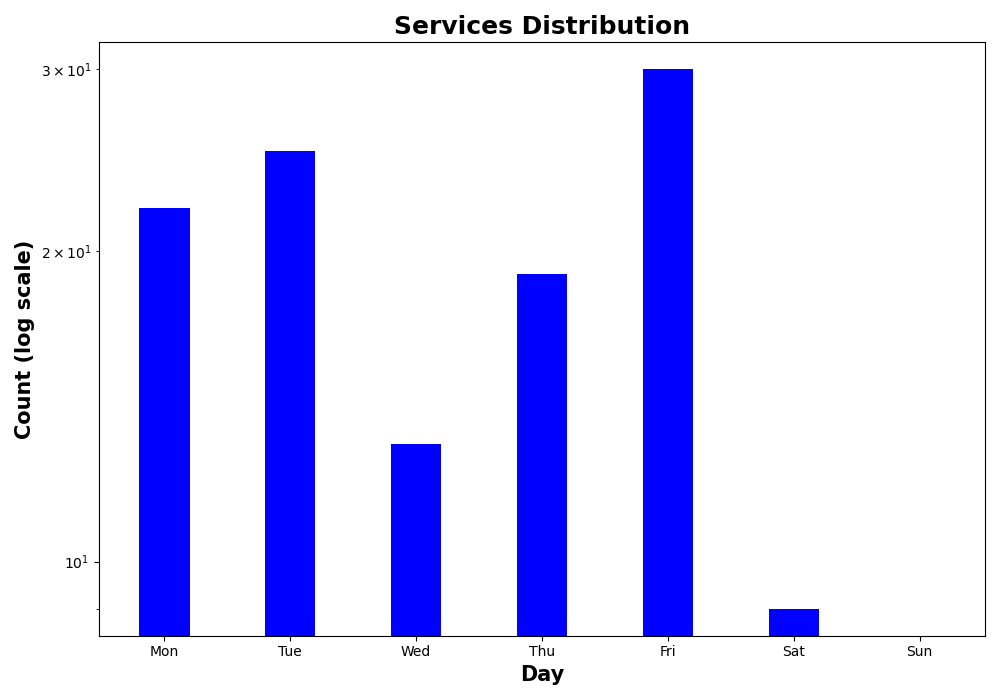 Services Distribution
Count (log scale)
3 × 10¹
2 × 10¹
10¹
Mon Tue Wed Thu Fri Sat Sun
Day